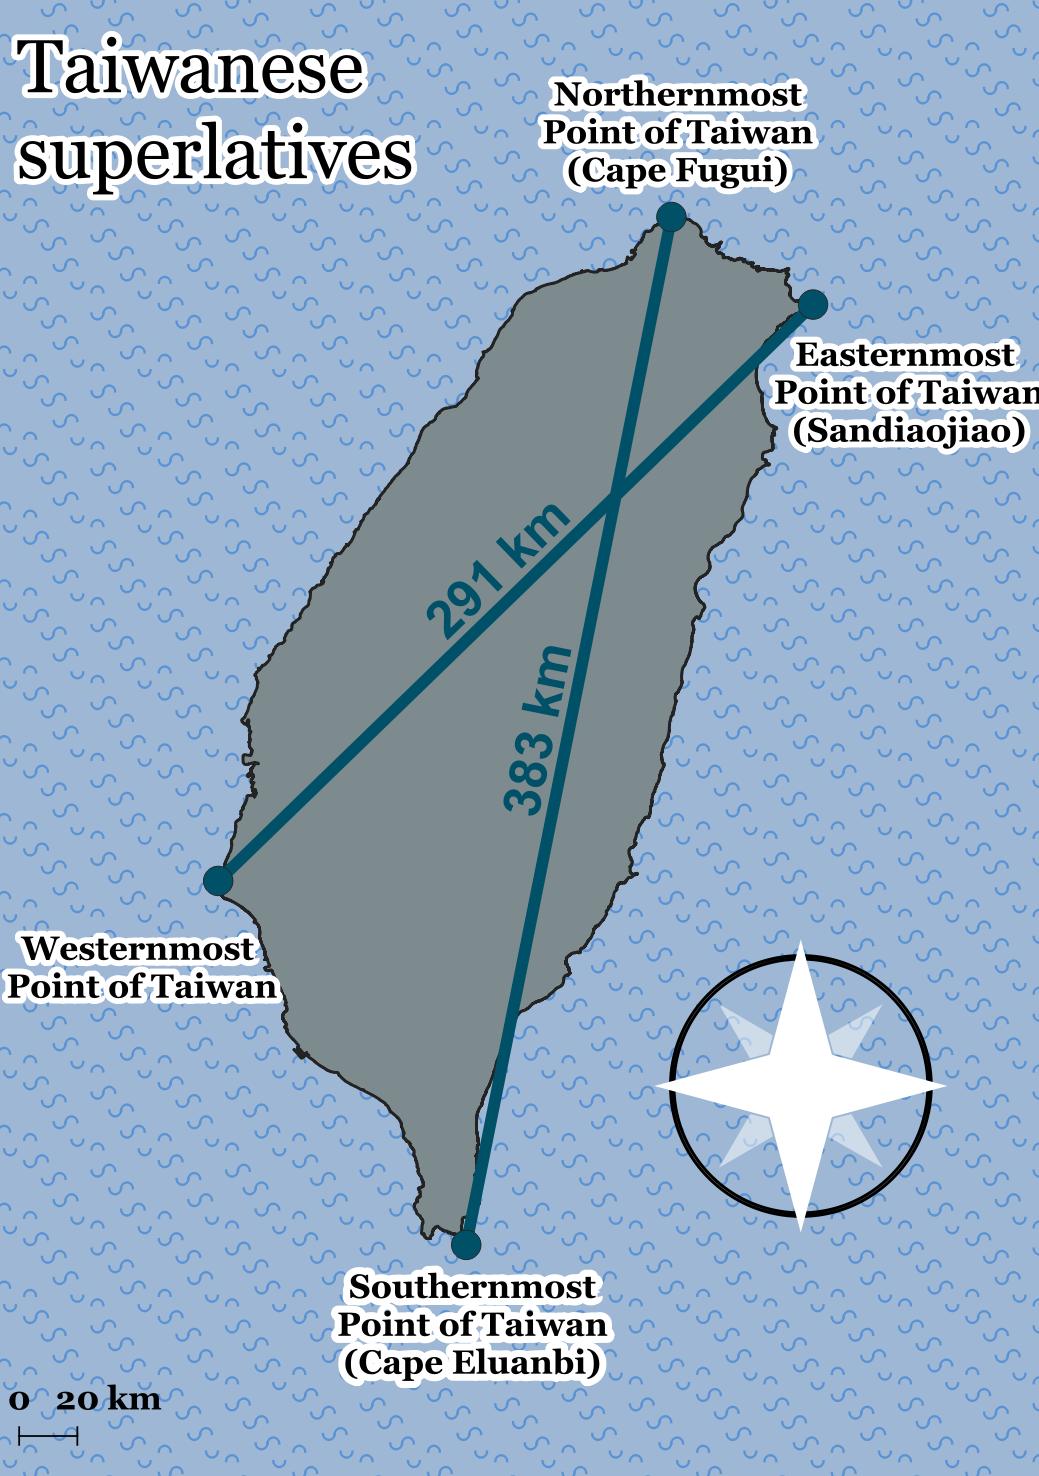 Taiwanese
superlatives
Northernmost
Point of Taiwan
(Cape Fugui)
Easternmost
Point of Taiwan
(Sandiaojiao)
291 km
383 km
Westernmost
Point of Taiwan
Southernmost
Point of Taiwan
(Cape Eluanbi)
0 20 km